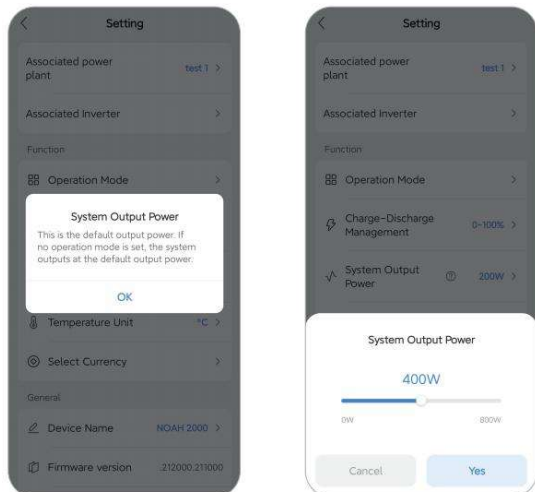 Setting
Associated power
plant
test 1
Associated Inverter
Function
Operation Mode
System Output Power
This is the default output power. If
no operation mode is set, the system
outputs at the default output power.
OK
Temperature Unit
°C
Select Currency
General
Device Name
NOAH 2000
Firmware version
.212000.211000
Setting
Associated power
plant
test 1
Associated Inverter
Function
Operation Mode
Charge-Discharge
Management
0-100%
System Output
Power
200W
System Output Power
400W
0W
800W
Cancel
Yes